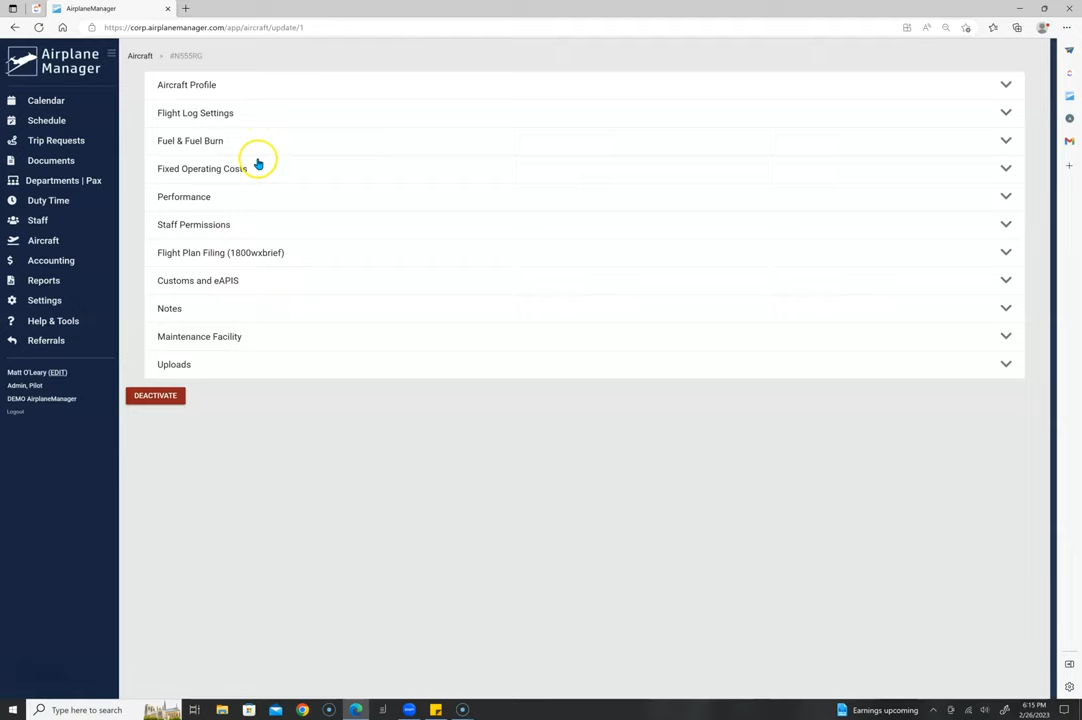 AirplaneManager
https://corp.airplanemanager.com/app/aircraft/update/1
Airplane
Manager
Calendar
Schedule
Trip Requests
Documents
Departments | Pax
Duty Time
Staff
Aircraft
Accounting
Reports
Settings
Help & Tools
Referrals
Matt O'Leary (EDIT)
Admin, Pilot
DEMO AirplaneManager
Logout
Aircraft > #N555RG
Aircraft Profile
Flight Log Settings
Fuel & Fuel Burn
Fixed Operating Costs
Performance
Staff Permissions
Flight Plan Filing (1800wxbrief)
Customs and eAPIS
Notes
Maintenance Facility
Uploads
DEACTIVATE
Type here to search
Earnings upcoming
6:15 PM
2/26/2023